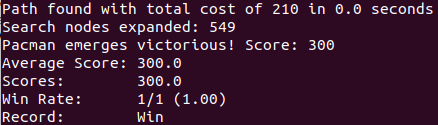 Path found with total cost of 210 in 0.0 seconds
Search nodes expanded: 549
Pacman emerges victorious! Score: 300
Average Score: 300.0
Scores:        300.0
Win Rate:      1/1 (1.00)
Record:        Win